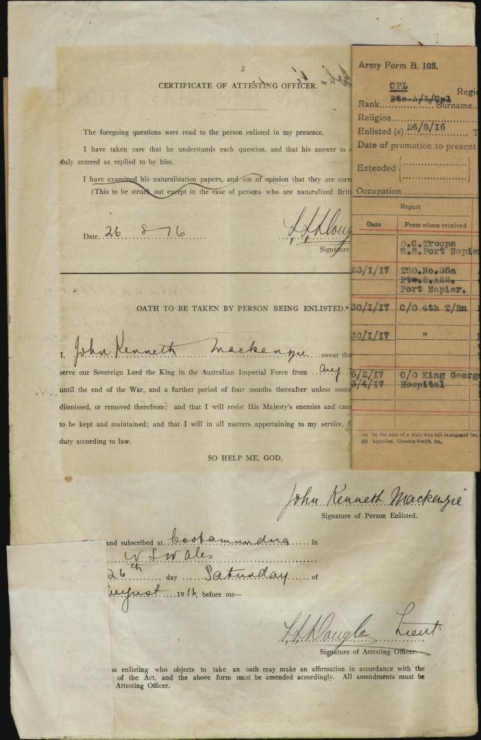 2
CERTIFICATE OF ATTESTING OFFICER.
The foregoing questions were read to the person enlisted in my presence.
I have taken care that he understands each question, and that his answer to
duly entered as replied to by him.
I have examined his naturalization papers, and am of opinion that they are corr
(This to be struck out except in the case of persons who are naturalized Brit
Date 26 8 16
Signature
OATH TO BE TAKEN BY PERSON BEING ENLISTED.*
I, John Kenneth Mackenzie swear that
serve our Sovereign Lord the King in the Australian Imperial Force from Aug
until the end of the War, and a further period of four months thereafter unless soone
dismissed, or removed therefrom; and that I will resist His Majesty's enemies and cause
to be kept and maintained; and that I will in all matters appertaining to my service,
duty according to law.
SO HELP ME, GOD.
John Kenneth Mackenzie
Signature of Person Enlisted.
and subscribed at Cootamundra in
N S Wales
26th day Saturday of
August 1916, before me—
Douglas Lieut
Signature of Attesting Officer.
n enlisting who objects to take an oath may make an affirmation in accordance with the
of the Act, and the above form must be amended accordingly. All amendments must be
Attesting Officer.
Army Form B. 103.
CPL
Regi
Rank Surname
Religion
Enlisted (a) 26/8/16
Date of promotion to present
Extended
Occupation
Report
Date From whom received
O.C. Troops
S.S. Port Napier
23/1/17
Port Napier.
30/1/17 C/O 4th T/Bn
30/1/17 "
C/O King George
/4/17 Hospital